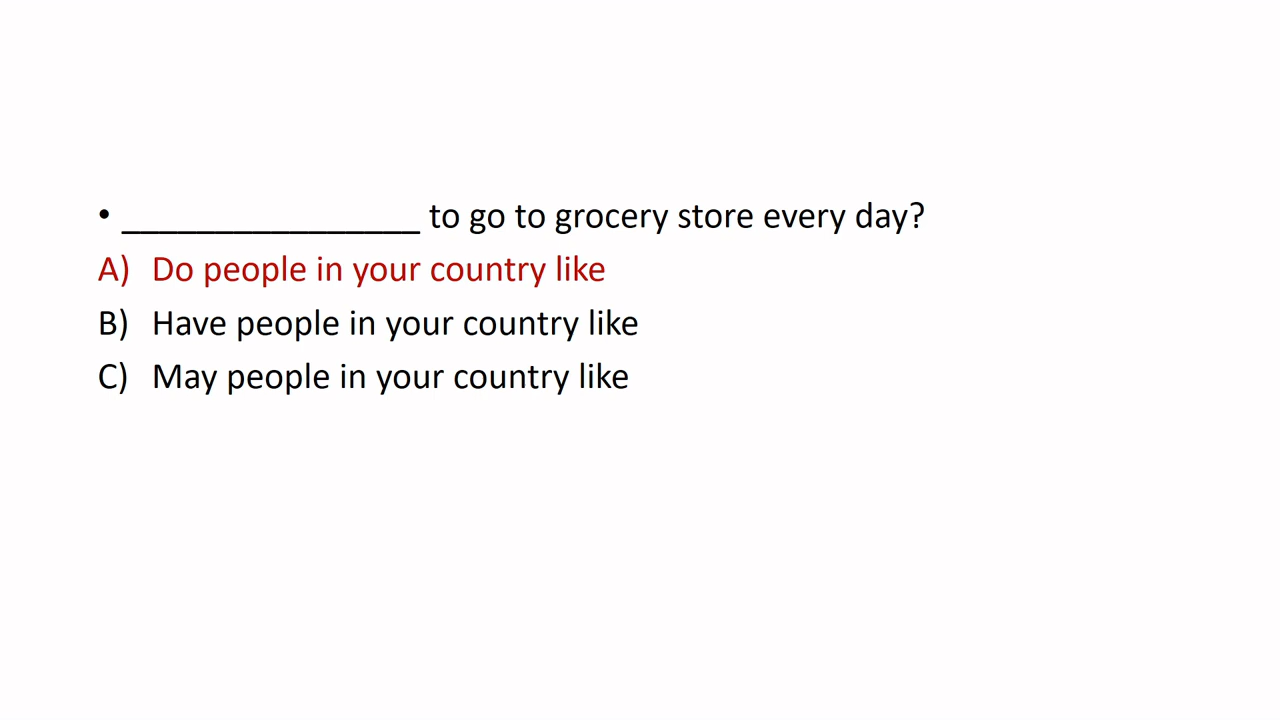 • ________________ to go to grocery store every day?
A) Do people in your country like
B) Have people in your country like
C) May people in your country like